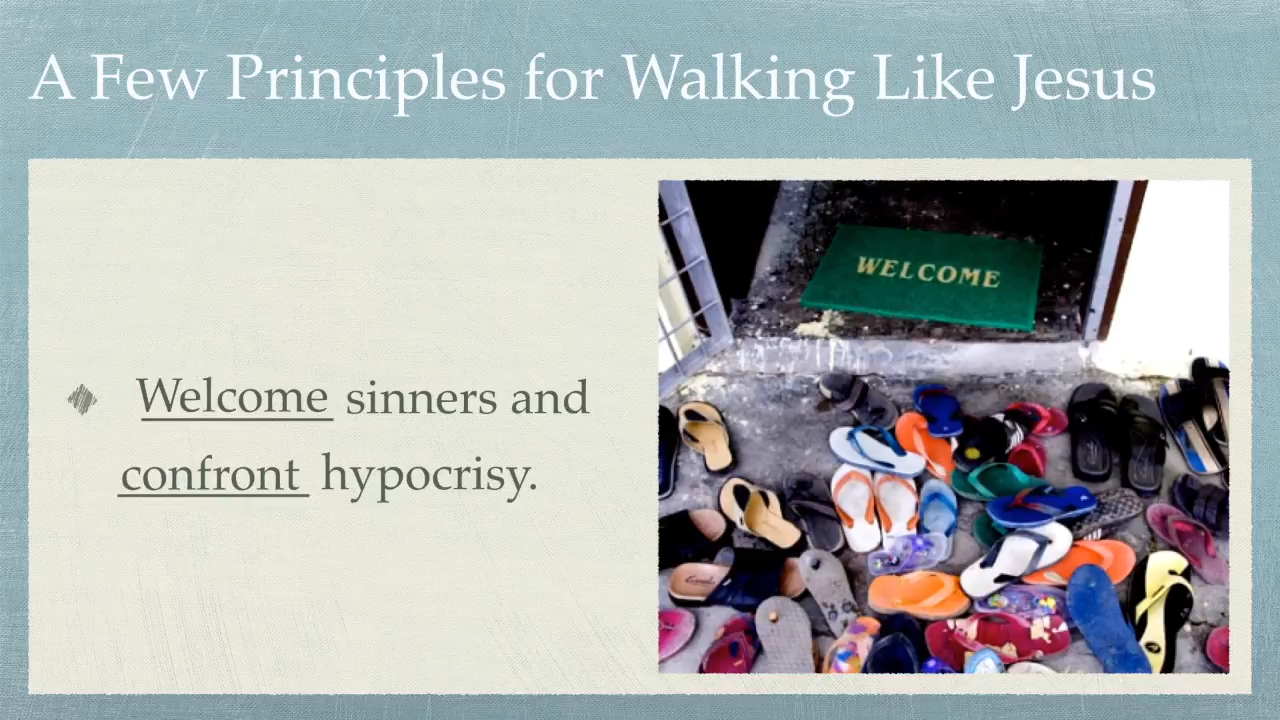 A Few Principles for Walking Like Jesus
Welcome sinners and
confront hypocrisy.
WELCOME